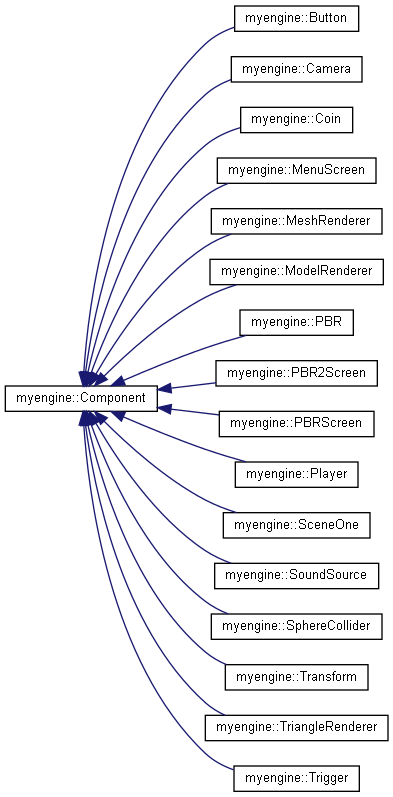 myengine::Button
myengine::Camera
myengine::Coin
myengine::MenuScreen
myengine::MeshRenderer
myengine::ModelRenderer
myengine::PBR
myengine::PBR2Screen
myengine::Component
myengine::PBRScreen
myengine::Player
myengine::SceneOne
myengine::SoundSource
myengine::SphereCollider
myengine::Transform
myengine::TriangleRenderer
myengine::Trigger